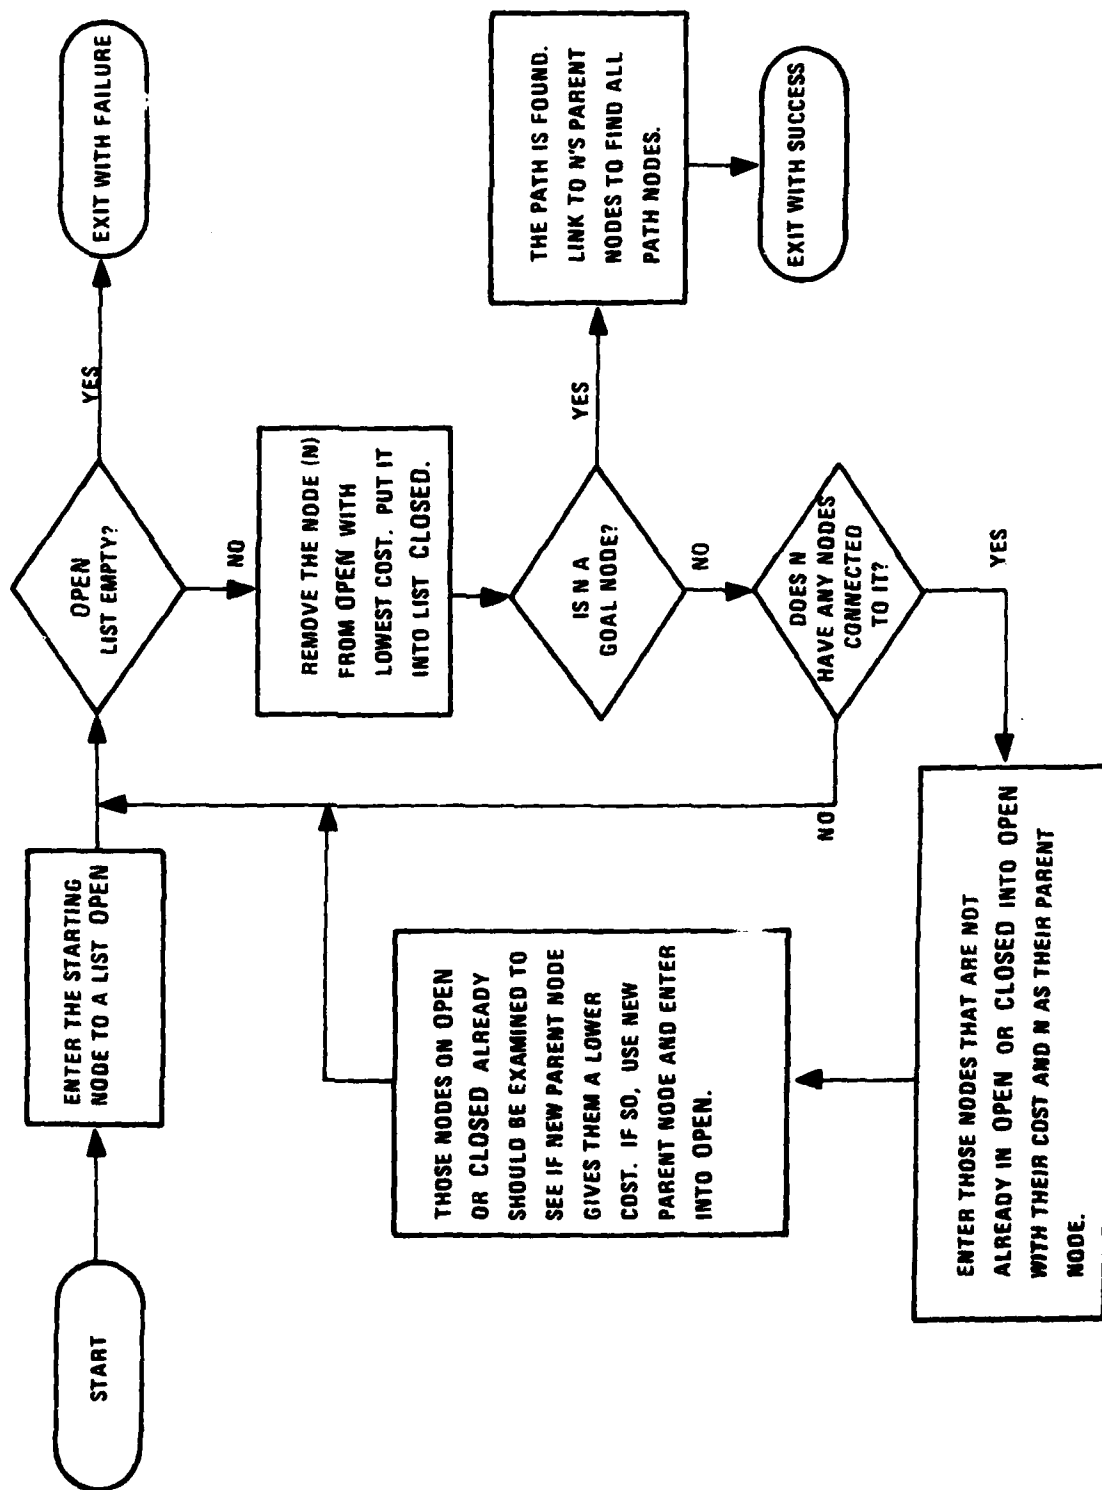 START
ENTER THE STARTING
NODE TO A LIST OPEN
OPEN
LIST EMPTY?
YES
EXIT WITH FAILURE
NO
REMOVE THE NODE (N)
FROM OPEN WITH
LOWEST COST. PUT IT
INTO LIST CLOSED.
IS N A
GOAL NODE?
YES
THE PATH IS FOUND.
LINK TO N'S PARENT
NODES TO FIND ALL
PATH NODES.
EXIT WITH SUCCESS
NO
DOES N
HAVE ANY NODES
CONNECTED
TO IT?
NO
YES
ENTER THOSE NODES THAT ARE NOT
ALREADY IN OPEN OR CLOSED INTO OPEN
WITH THEIR COST AND N AS THEIR PARENT
NODE.
THOSE NODES ON OPEN
OR CLOSED ALREADY
SHOULD BE EXAMINED TO
SEE IF NEW PARENT NODE
GIVES THEM A LOWER
COST. IF SO, USE NEW
PARENT NODE AND ENTER
INTO OPEN.